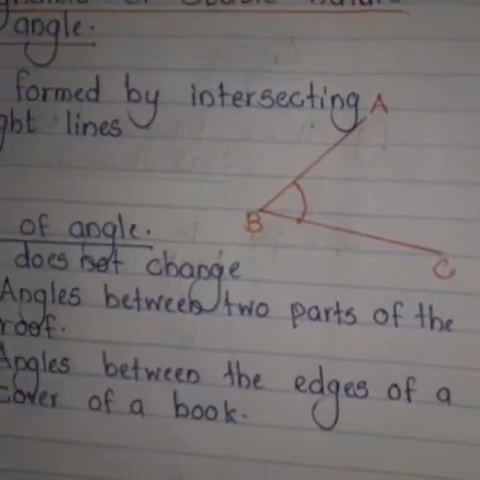 angle.
formed by intersecting A
ght lines
B
of angle.
does not change
C
Angles between two parts of the
roof.
Angles between the edges of a
cover of a book.